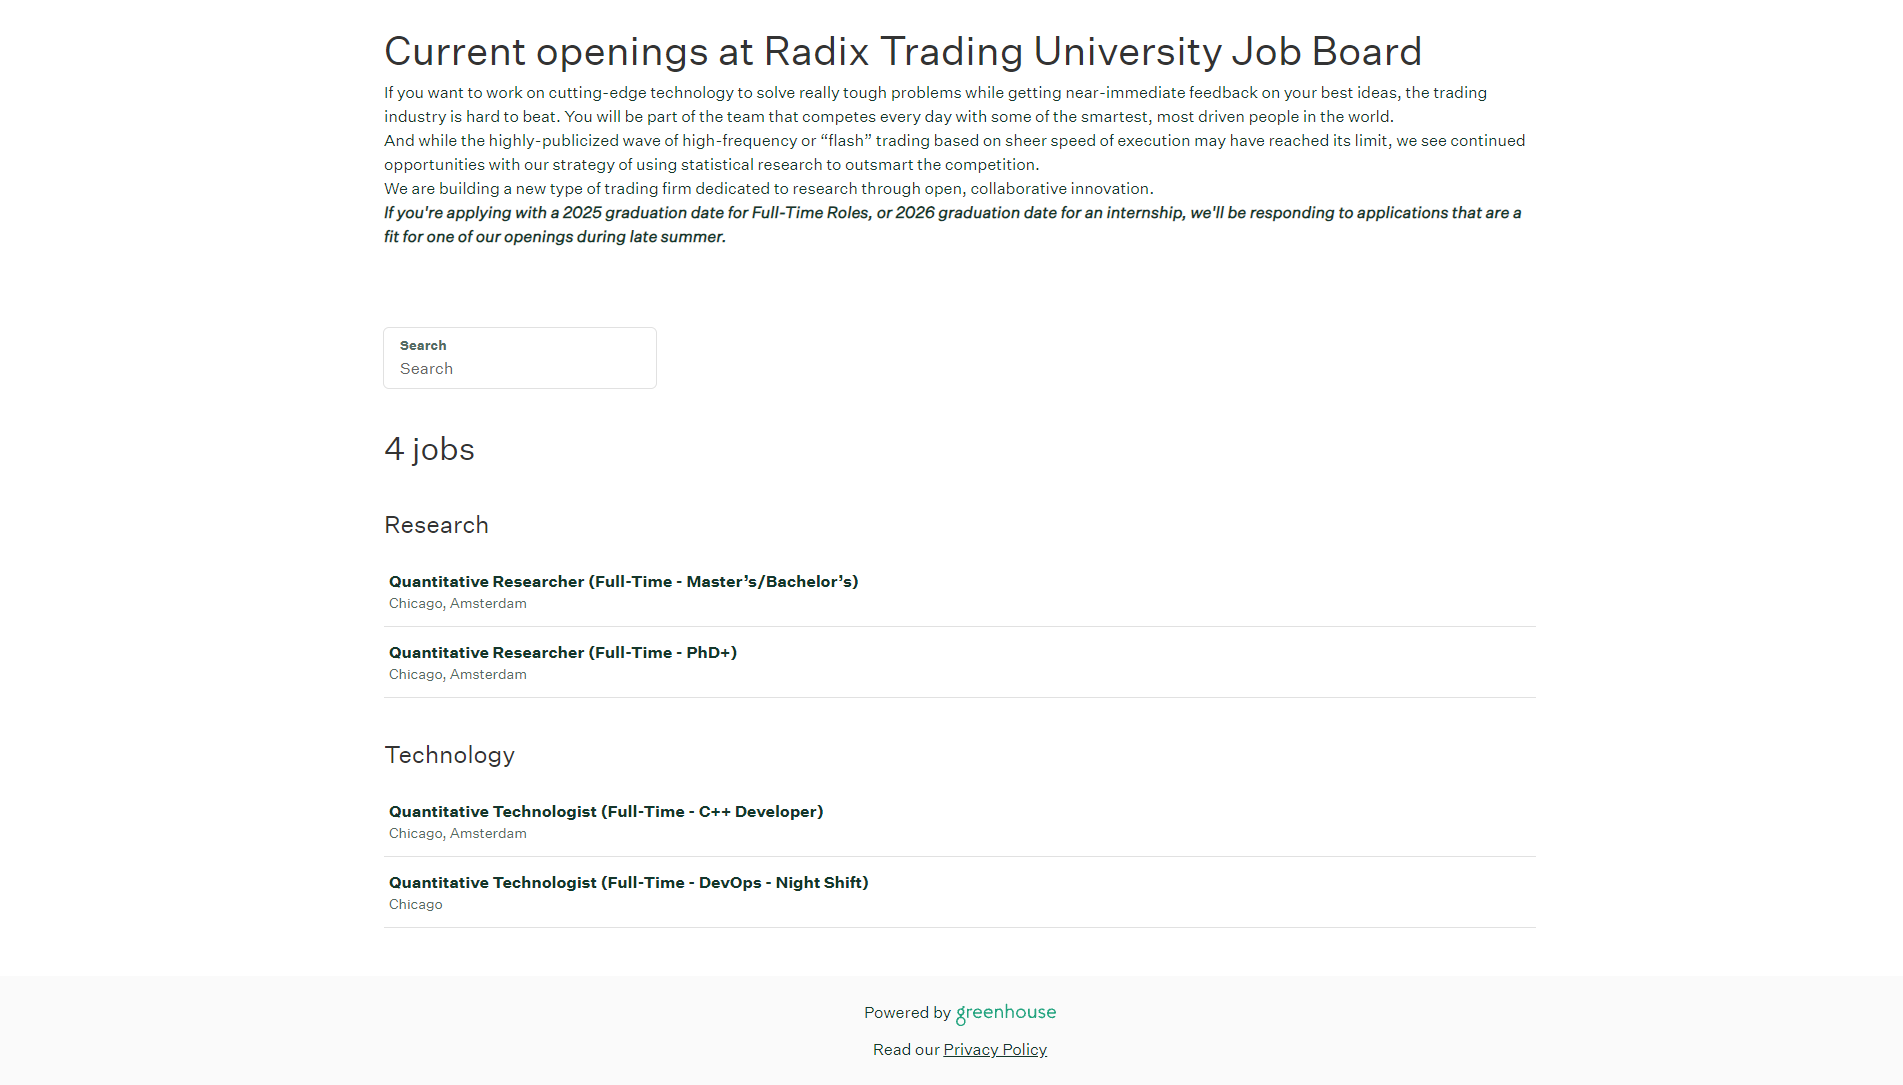 Current openings at Radix Trading University Job Board
If you want to work on cutting-edge technology to solve really tough problems while getting near-immediate feedback on your best ideas, the trading
industry is hard to beat. You will be part of the team that competes every day with some of the smartest, most driven people in the world.
And while the highly-publicized wave of high-frequency or “flash” trading based on sheer speed of execution may have reached its limit, we see continued
opportunities with our strategy of using statistical research to outsmart the competition.
We are building a new type of trading firm dedicated to research through open, collaborative innovation.
If you're applying with a 2025 graduation date for Full-Time Roles, or 2026 graduation date for an internship, we'll be responding to applications that are a
fit for one of our openings during late summer.
Search
Search
4 jobs
Research
Quantitative Researcher (Full-Time - Master’s/Bachelor’s)
Chicago, Amsterdam
Quantitative Researcher (Full-Time - PhD+)
Chicago, Amsterdam
Technology
Quantitative Technologist (Full-Time - C++ Developer)
Chicago, Amsterdam
Quantitative Technologist (Full-Time - DevOps - Night Shift)
Chicago
Powered by greenhouse
Read our Privacy Policy